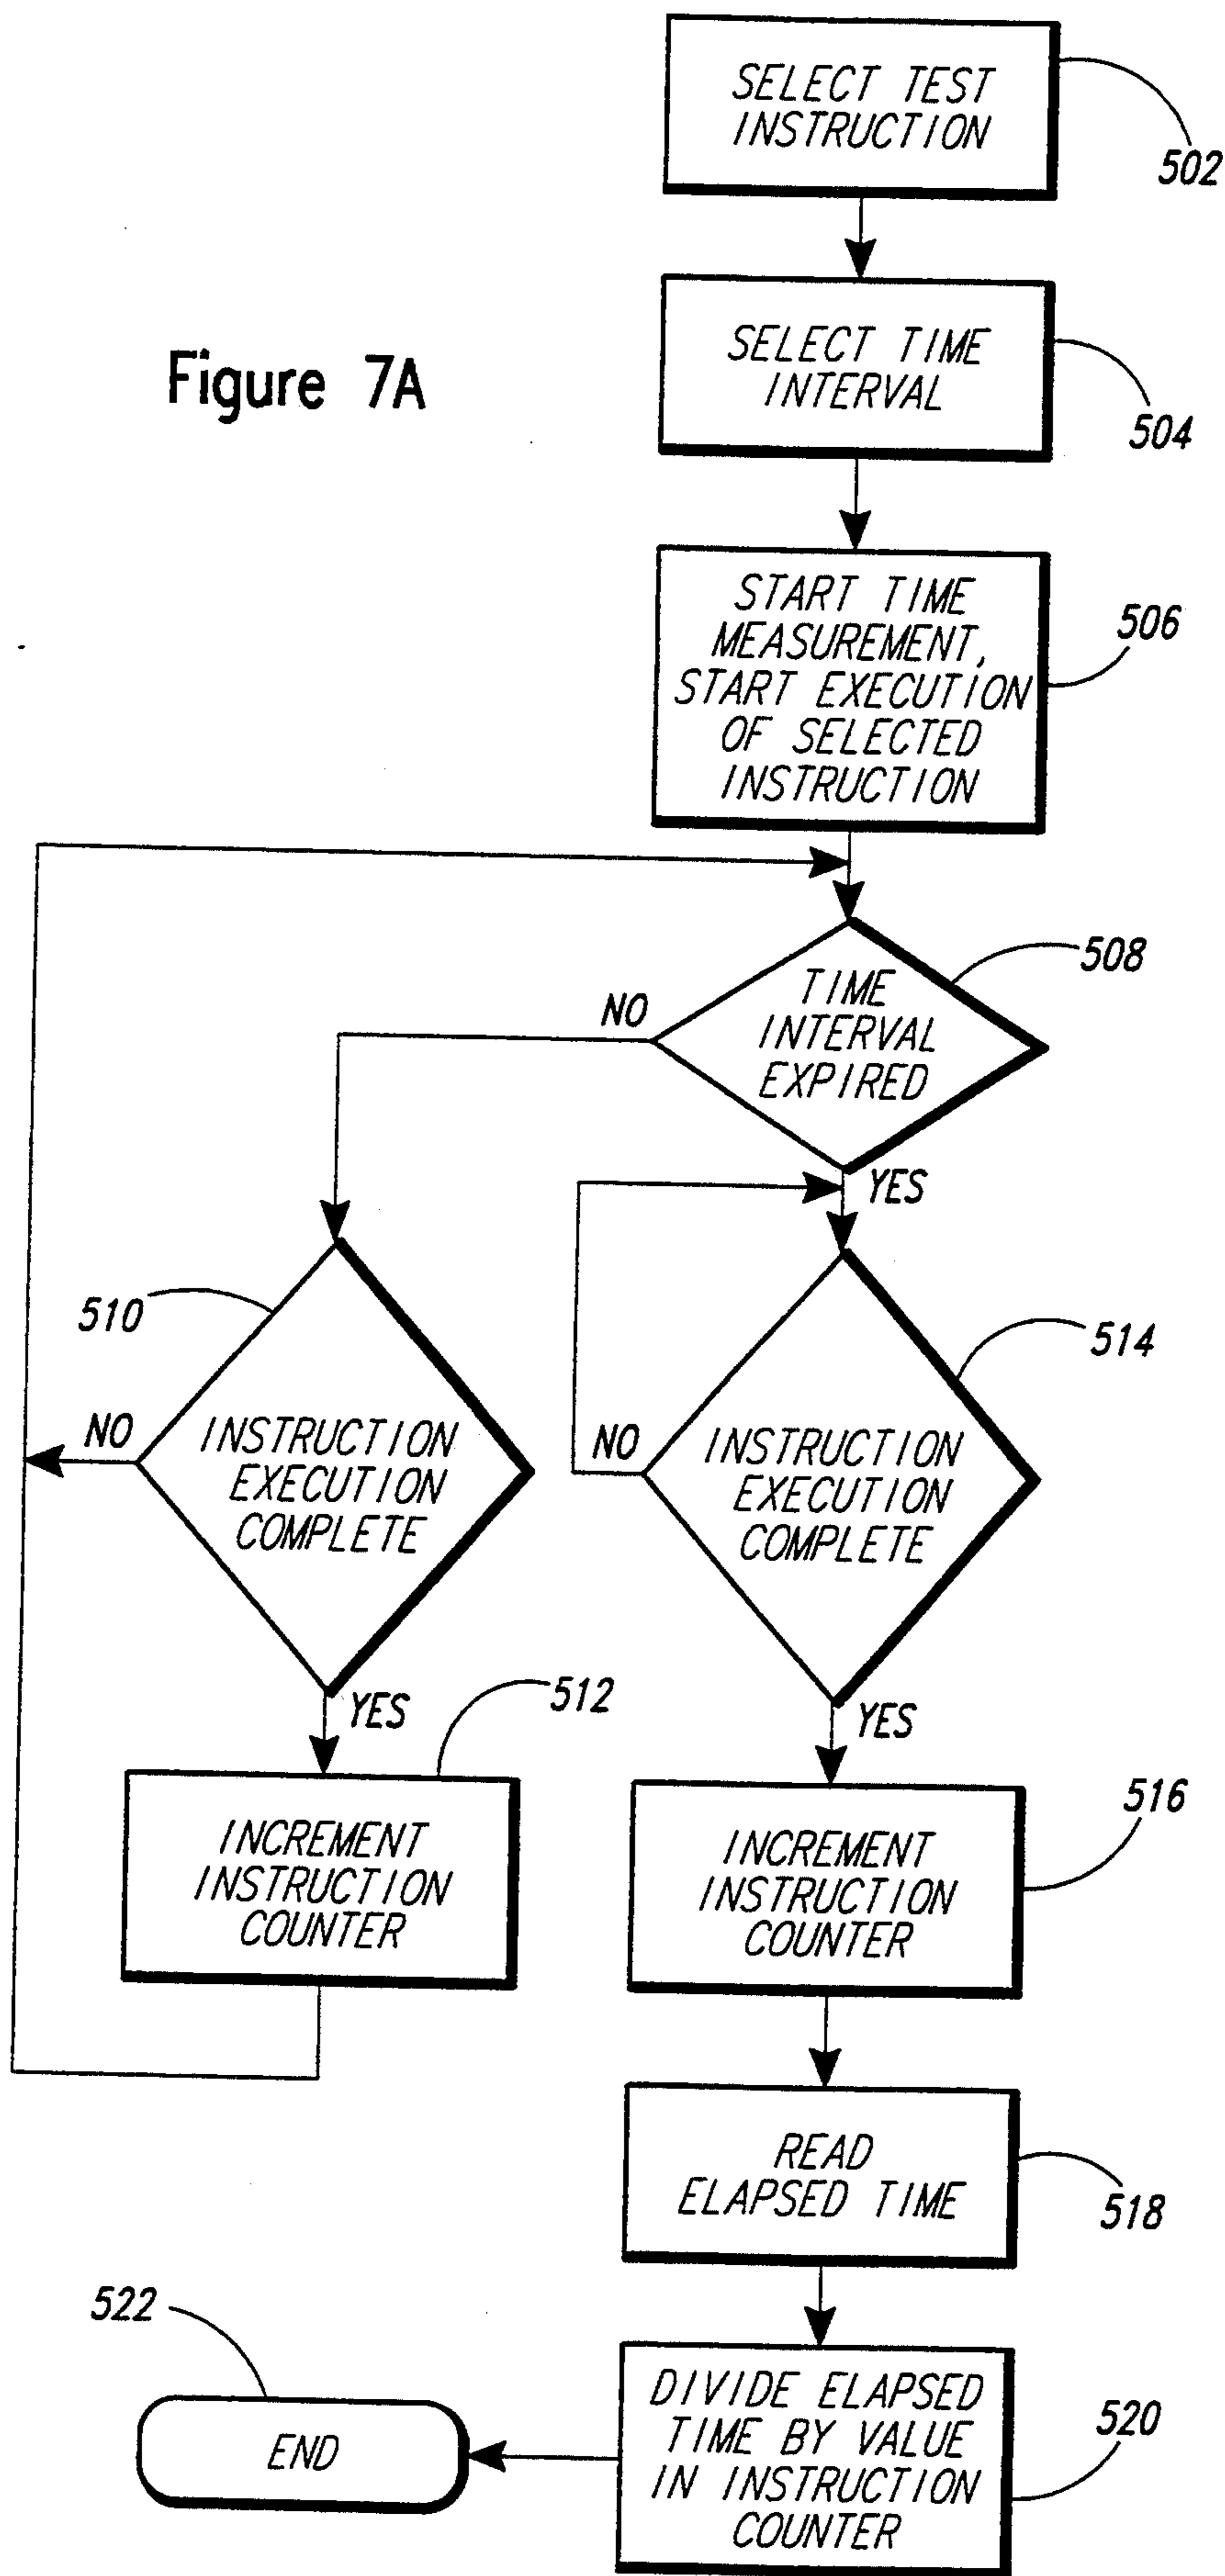 SELECT TEST
INSTRUCTION
502
Figure 7A
SELECT TIME
INTERVAL
504
START TIME
MEASUREMENT,
START EXECUTION
OF SELECTED
INSTRUCTION
506
TIME
INTERVAL
EXPIRED
508
NO
YES
510
INSTRUCTION
EXECUTION
COMPLETE
NO
YES
514
INSTRUCTION
EXECUTION
COMPLETE
NO
YES
512
INCREMENT
INSTRUCTION
COUNTER
516
INCREMENT
INSTRUCTION
COUNTER
READ
ELAPSED TIME
518
DIVIDE ELAPSED
TIME BY VALUE
IN INSTRUCTION
COUNTER
520
522
END